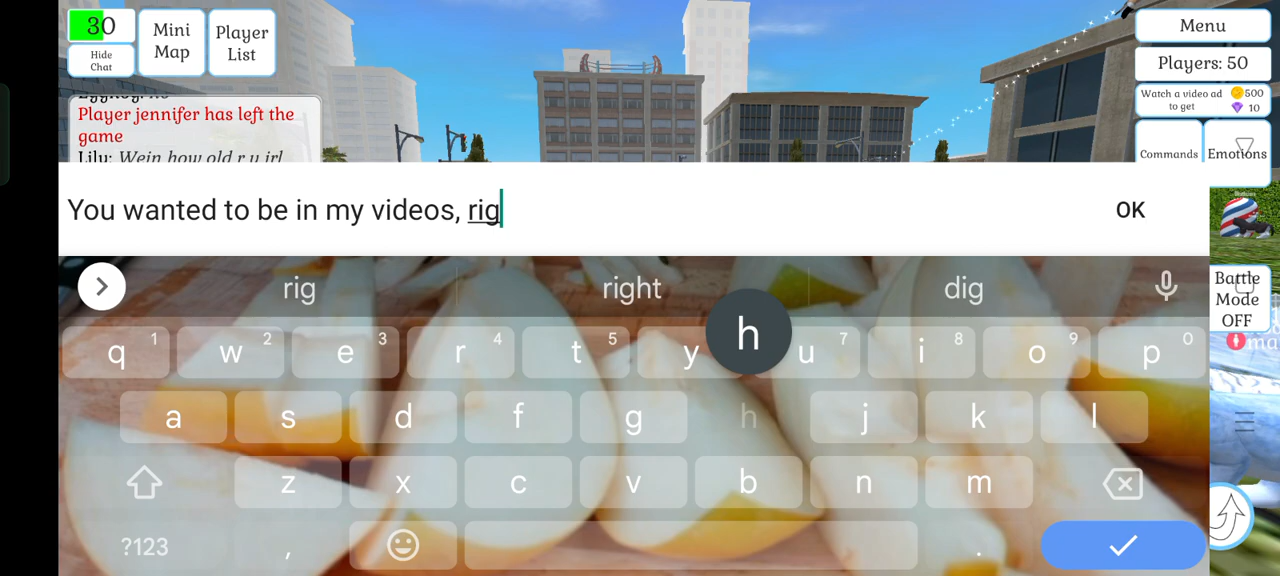 30
Hide
Chat
Mini
Map
Player
List
Menu
Players: 50
Watch a video ad
to get
500
10
Commands
Emotions
Player jennifer has left the
game
Lily: Wein how old r u irl
You wanted to be in my videos, rig
OK
rig
right
dig
Battle
Mode
OFF
ma
h
q 1 w 2 e 3 r 4 t 5 y u 7 i 8 o 9 p 0
a s d f g h j k l
z x c v b n m
?123 , .